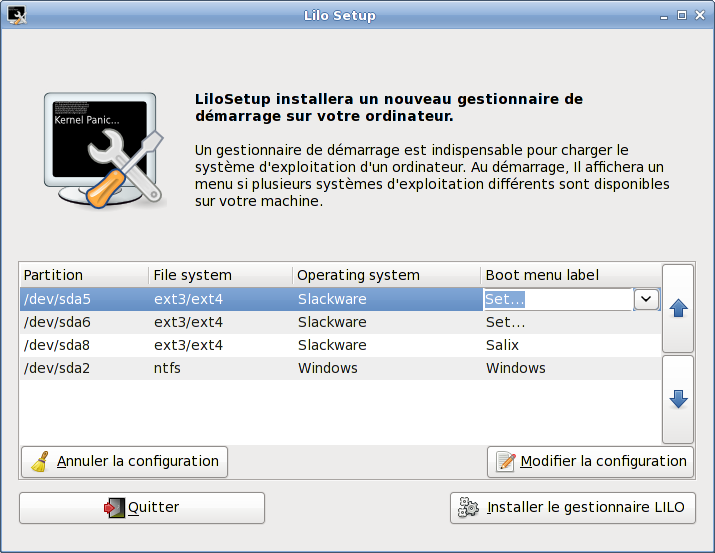 Lilo Setup
Kernel Panic...
LiloSetup installera un nouveau gestionnaire de
démarrage sur votre ordinateur.
Un gestionnaire de démarrage est indispensable pour charger le
système d'exploitation d'un ordinateur. Au démarrage, Il affichera un
menu si plusieurs systèmes d'exploitation différents sont disponibles
sur votre machine.
Partition File system Operating system Boot menu label
/dev/sda5 ext3/ext4 Slackware Set...
/dev/sda6 ext3/ext4 Slackware Set...
/dev/sda8 ext3/ext4 Slackware Salix
/dev/sda2 ntfs Windows Windows
Annuler la configuration Modifier la configuration
Quitter Installer le gestionnaire LILO